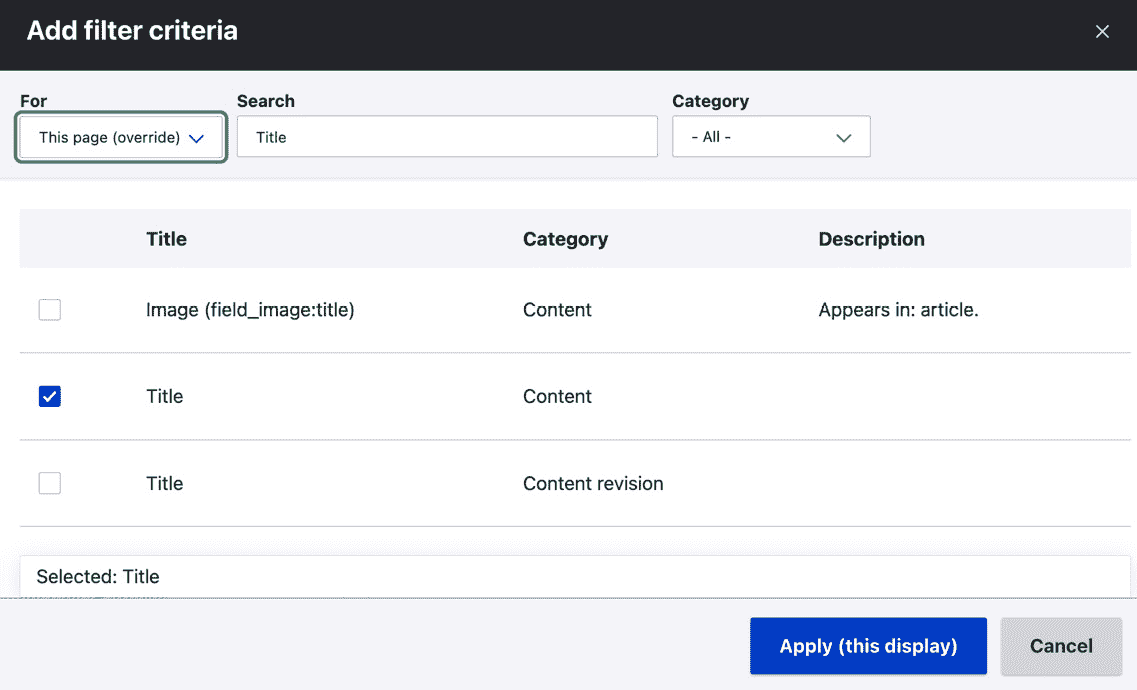 Add filter criteria
For Search Category
This page (override) Title - All -
Title Category Description
Image (field_image:title) Content Appears in: article.
Title Content
Title Content revision
Selected: Title
Apply (this display) Cancel